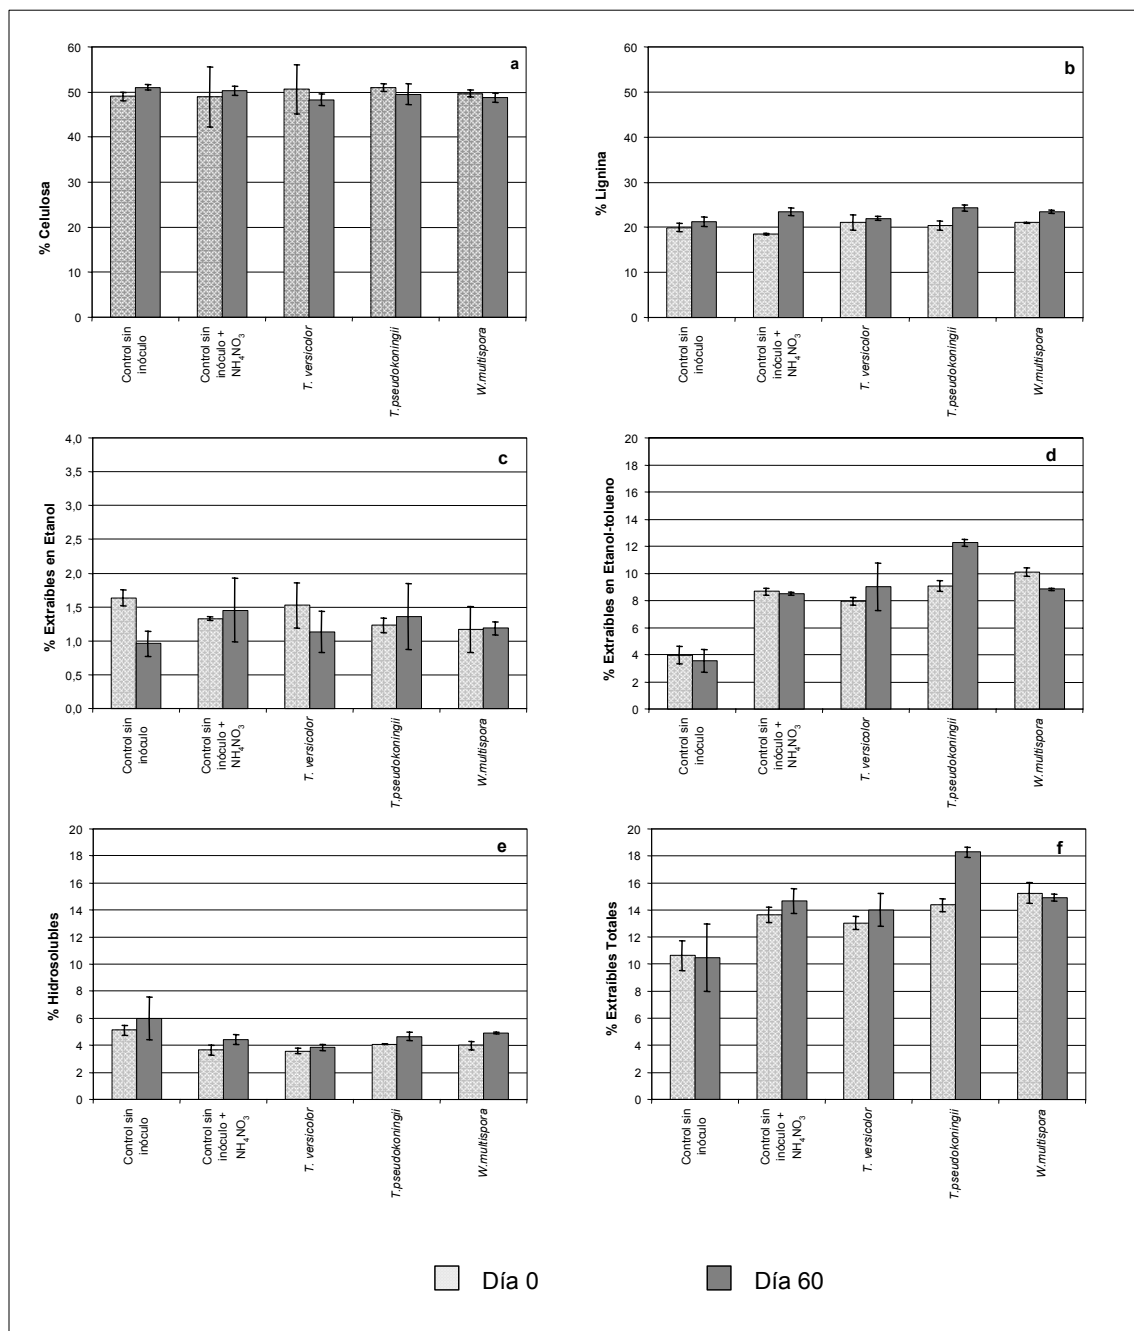 a
% Celulosa
60
50
40
30
20
10
0
Control sin
inóculo
Control sin
inóculo +
NH₄NO₃
T. versicolor
T.pseudokoningii
W.multispora
b
% Lignina
60
50
40
30
20
10
0
Control sin
inóculo
Control sin
inóculo +
NH₄NO₃
T. versicolor
T.pseudokoningii
W.multispora
c
% Extraíbles en Etanol
4,0
3,5
3,0
2,5
2,0
1,5
1,0
0,5
0,0
Control sin
inóculo
Control sin
inóculo +
NH₄NO₃
T. versicolor
T.pseudokoningii
W.multispora
d
% Extraíbles en Etanol-tolueno
20
18
16
14
12
10
8
6
4
2
0
Control sin
inóculo
Control sin
inóculo +
NH₄NO₃
T. versicolor
T.pseudokoningii
W.multispora
e
% Hidrosolubles
20
18
16
14
12
10
8
6
4
2
0
Control sin
inóculo
Control sin
inóculo +
NH₄NO₃
T. versicolor
T.pseudokoningii
W.multispora
f
% Extraíbles Totales
20
18
16
14
12
10
8
6
4
2
0
Control sin
inóculo
Control sin
inóculo +
NH₄NO₃
T. versicolor
T.pseudokoningii
W.multispora
Día 0
Día 60